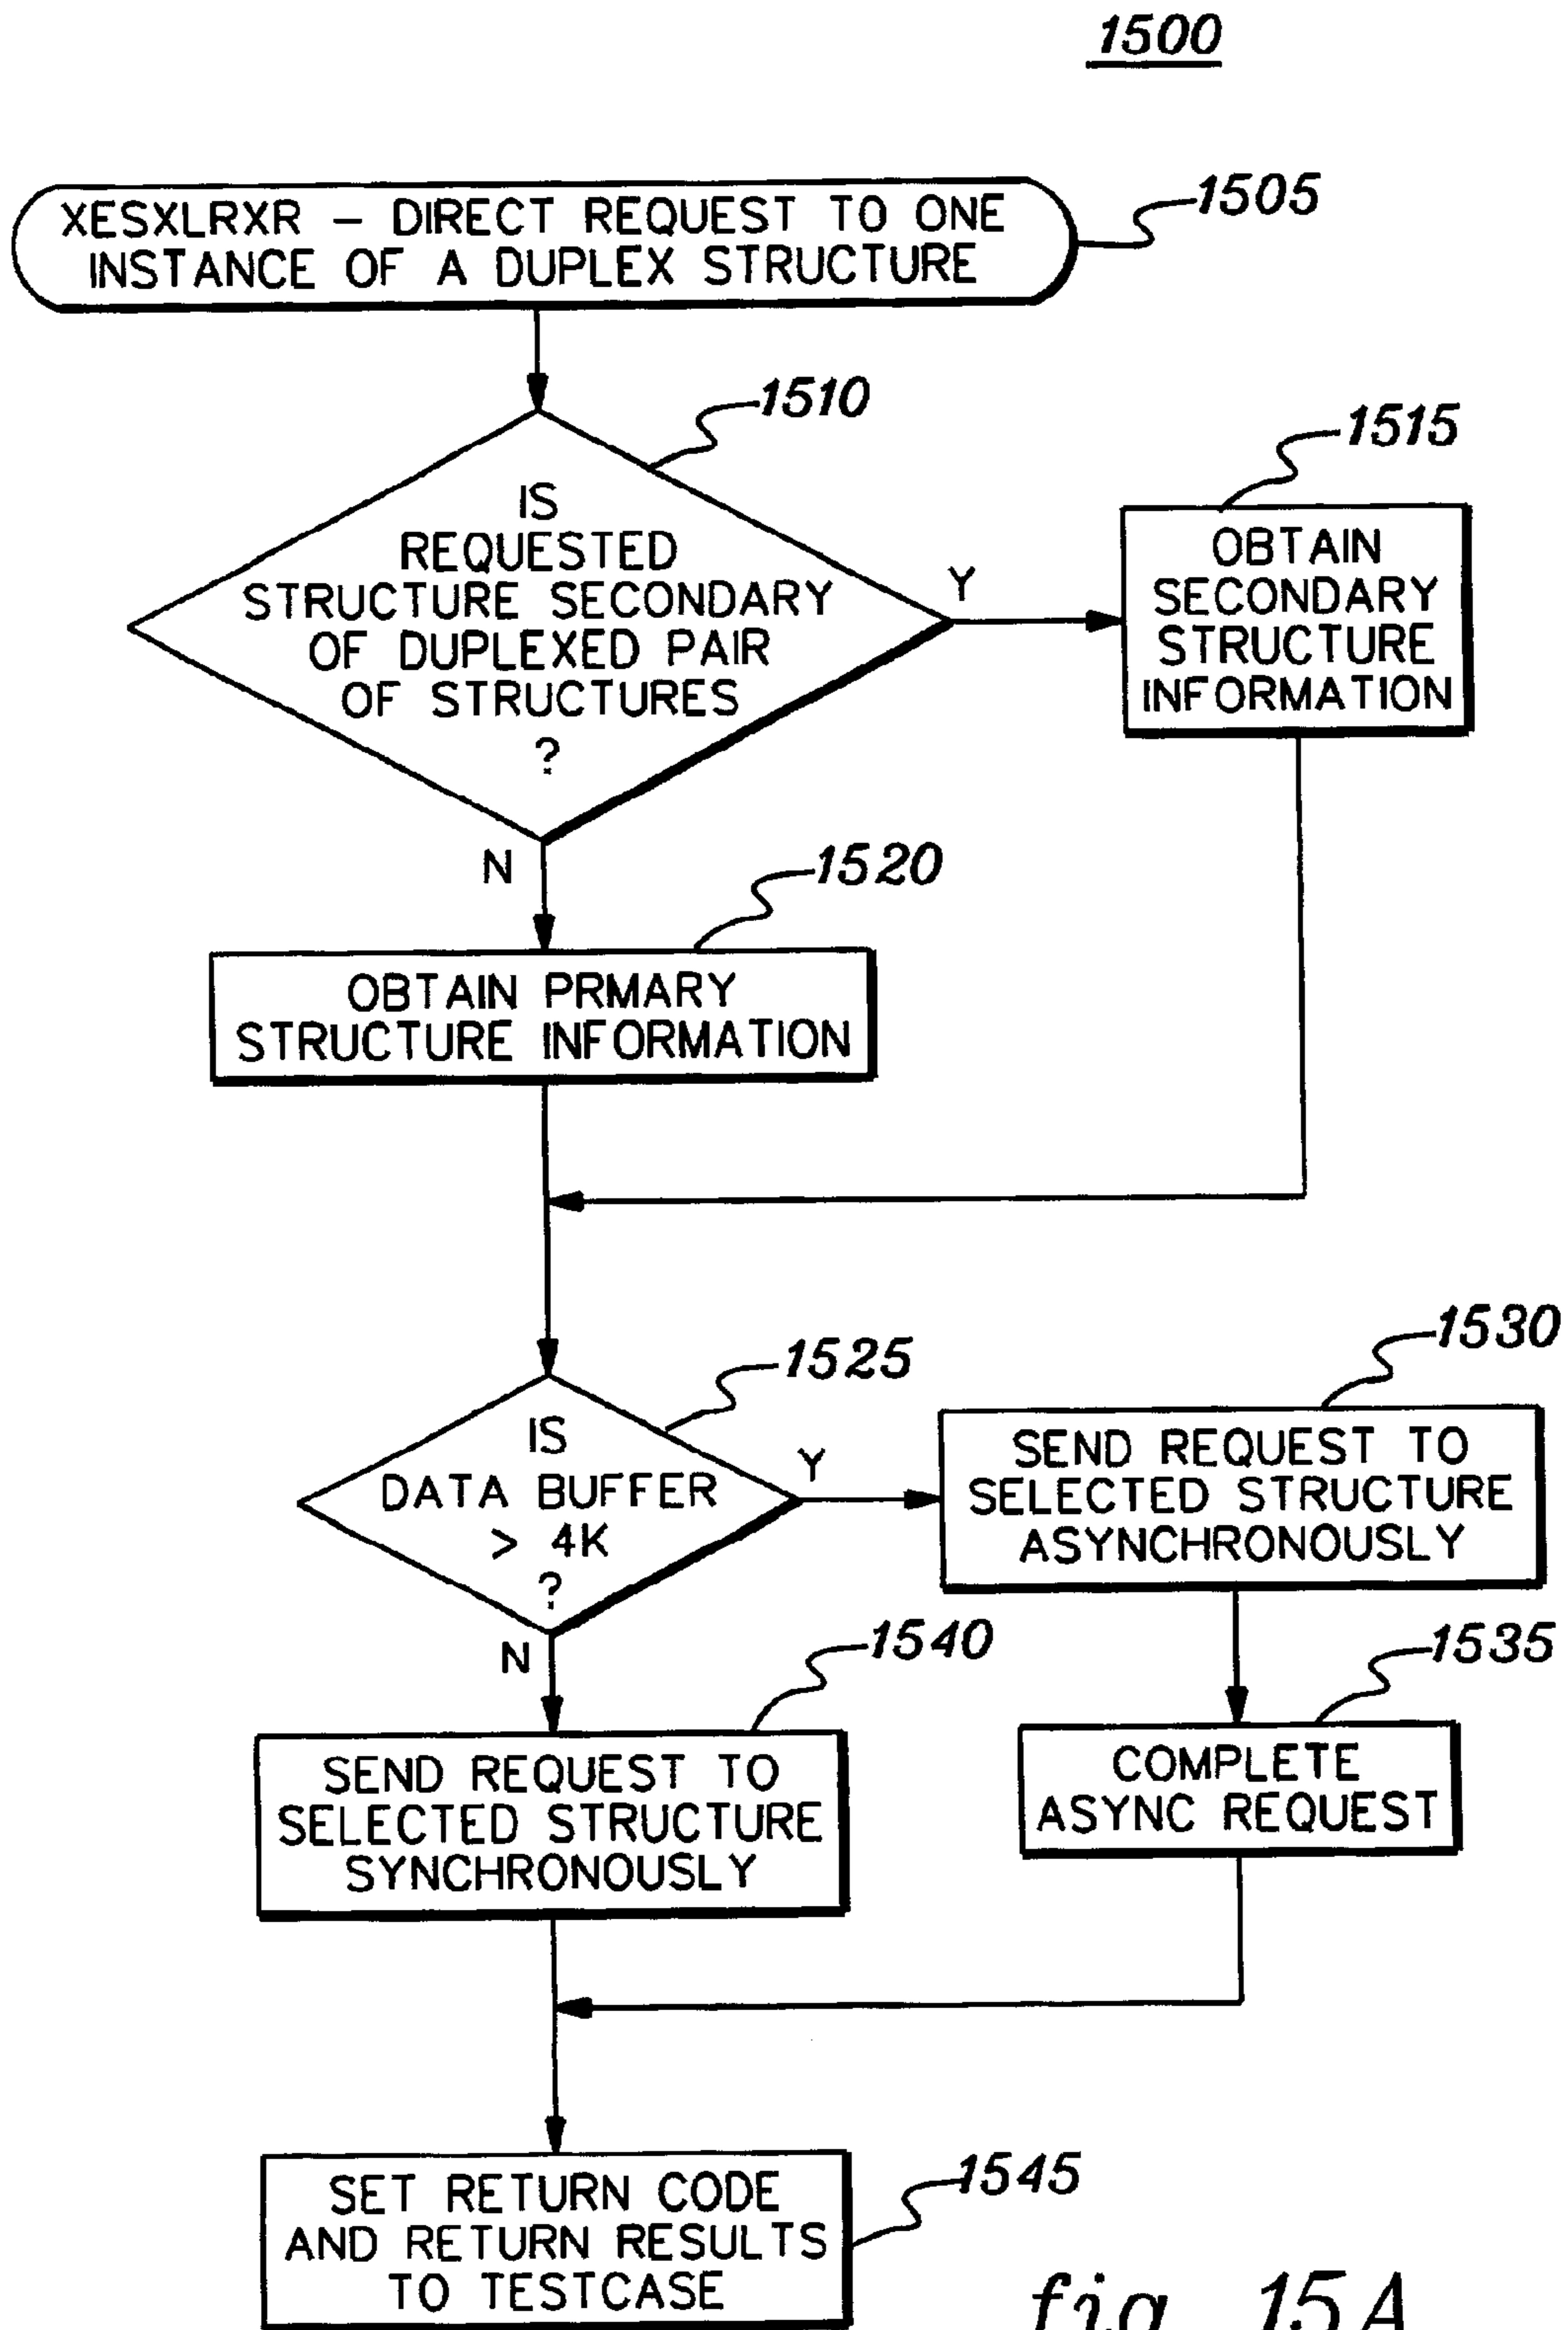 1500
XESXLRXR – DIRECT REQUEST TO ONE
INSTANCE OF A DUPLEX STRUCTURE
1505
1510
IS
REQUESTED
STRUCTURE SECONDARY
OF DUPLEXED PAIR
OF STRUCTURES
?
Y
1515
OBTAIN
SECONDARY
STRUCTURE
INFORMATION
N
1520
OBTAIN PRMARY
STRUCTURE INFORMATION
1525
IS
DATA BUFFER
> 4K
?
Y
1530
SEND REQUEST TO
SELECTED STRUCTURE
ASYNCHRONOUSLY
N
1540
SEND REQUEST TO
SELECTED STRUCTURE
SYNCHRONOUSLY
1535
COMPLETE
ASYNC REQUEST
1545
SET RETURN CODE
AND RETURN RESULTS
TO TESTCASE
fig. 15A